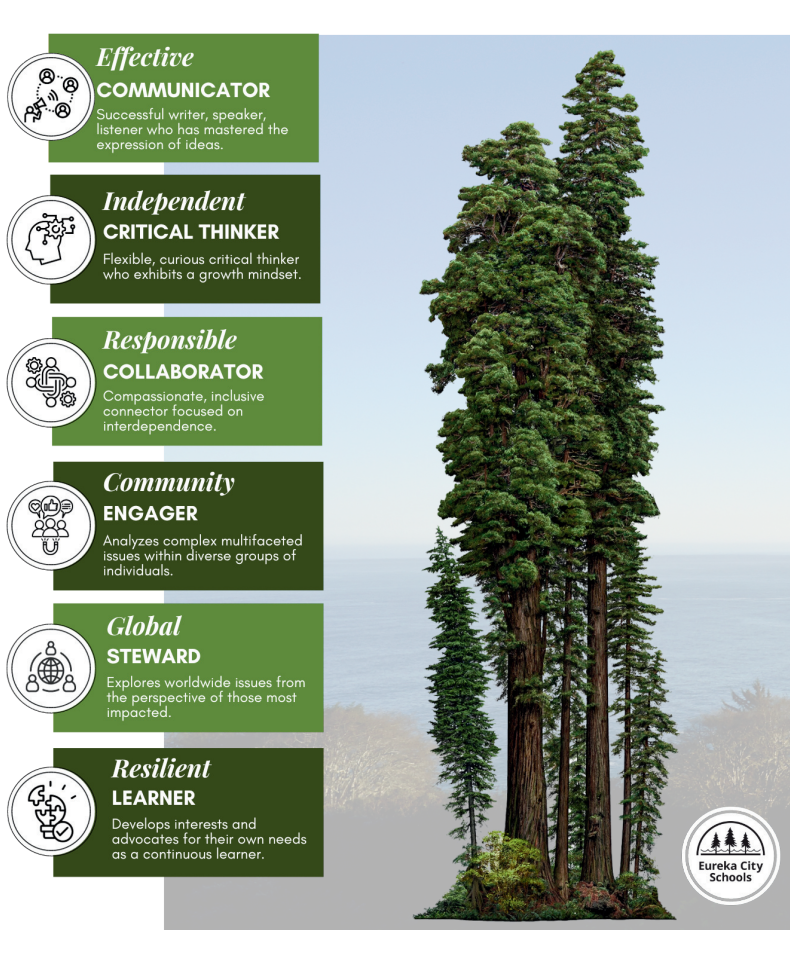 Effective
COMMUNICATOR
Successful writer, speaker,
listener who has mastered the
expression of ideas.
Independent
CRITICAL THINKER
Flexible, curious critical thinker
who exhibits a growth mindset.
Responsible
COLLABORATOR
Compassionate, inclusive
connector focused on
interdependence.
Community
ENGAGER
Analyzes complex multifaceted
issues within diverse groups of
individuals.
Global
STEWARD
Explores worldwide issues from
the perspective of those most
impacted.
Resilient
LEARNER
Develops interests and
advocates for their own needs
as a continuous learner.
Eureka City
Schools